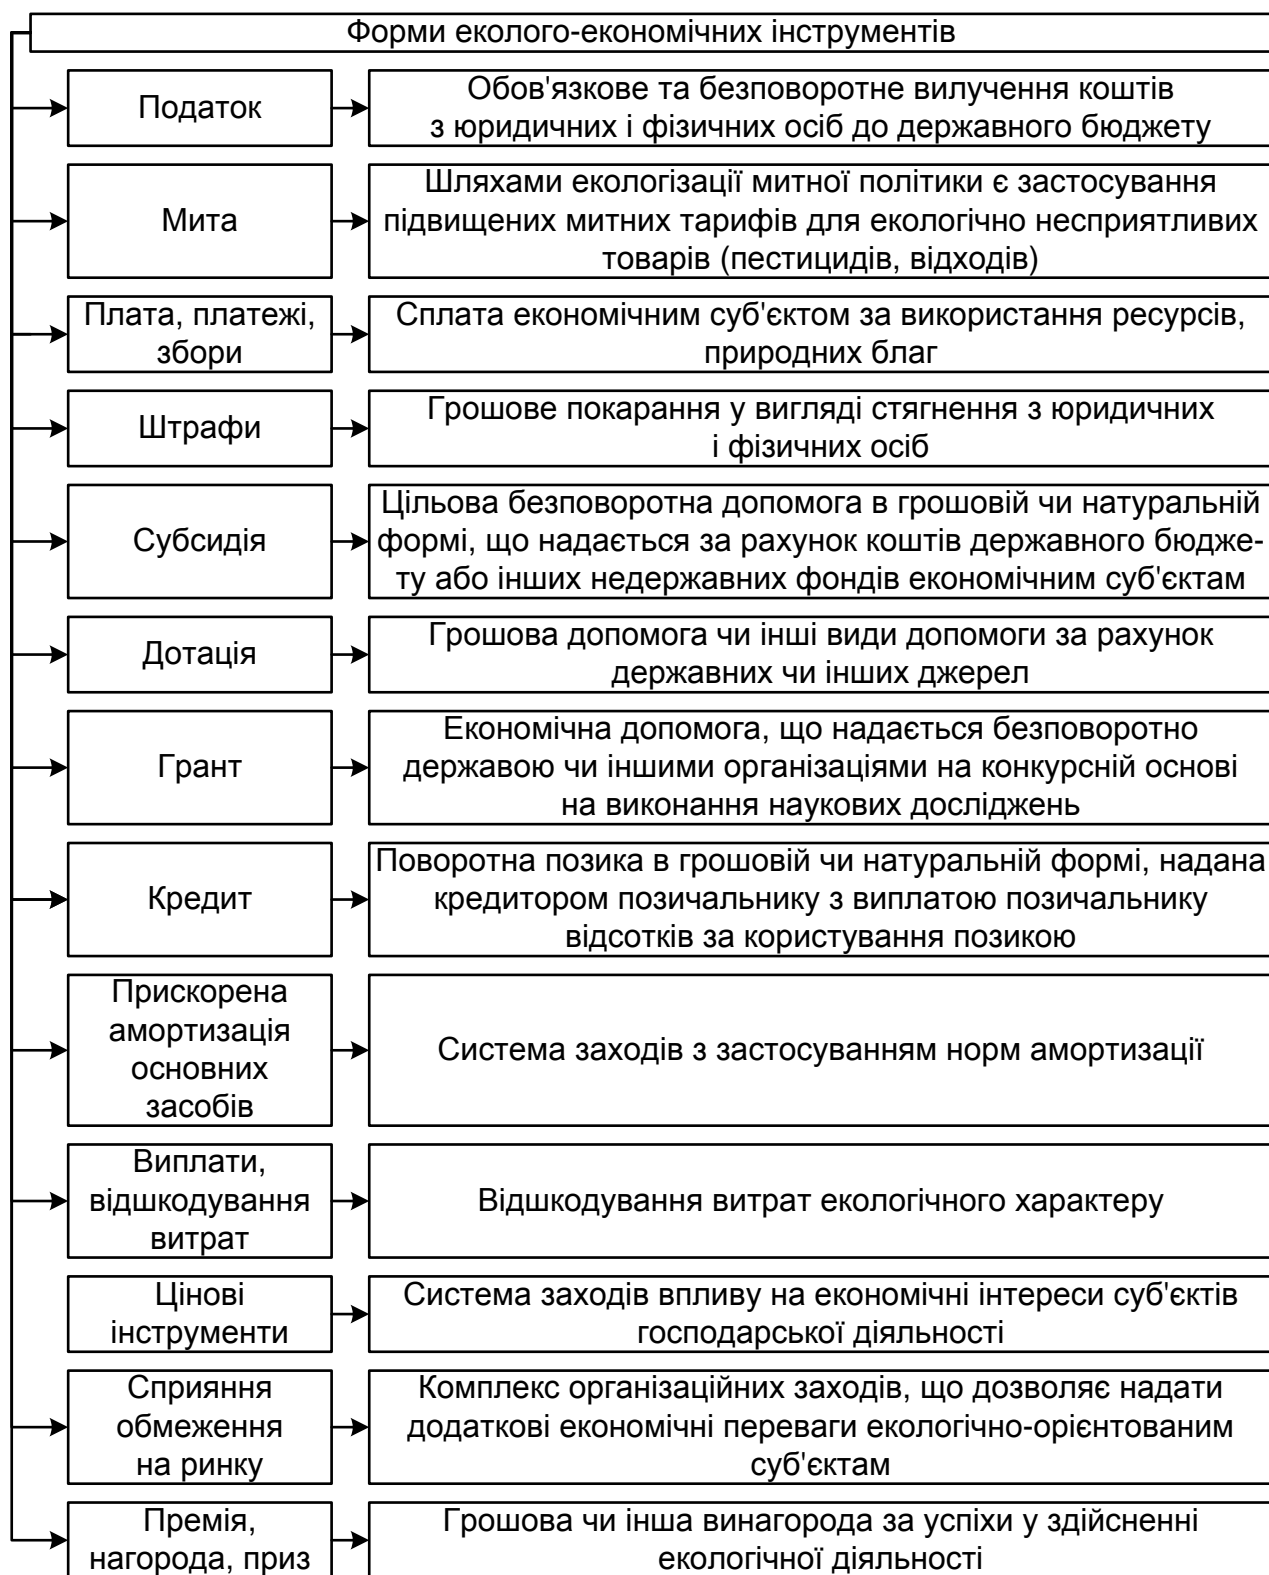 Форми еколого-економічних інструментів
Податок
Обов'язкове та безповоротне вилучення коштів
з юридичних і фізичних осіб до державного бюджету
Мита
Шляхами екологізації митної політики є застосування
підвищених митних тарифів для екологічно несприятливих
товарів (пестицидів, відходів)
Плата, платежі,
збори
Сплата економічним суб'єктом за використання ресурсів,
природних благ
Штрафи
Грошове покарання у вигляді стягнення з юридичних
і фізичних осіб
Субсидія
Цільова безповоротна допомога в грошовій чи натуральній
формі, що надається за рахунок коштів державного бюдже-
ту або інших недержавних фондів економічним суб'єктам
Дотація
Грошова допомога чи інші види допомоги за рахунок
державних чи інших джерел
Грант
Економічна допомога, що надається безповоротно
державою чи іншими організаціями на конкурсній основі
на виконання наукових досліджень
Кредит
Поворотна позика в грошовій чи натуральній формі, надана
кредитором позичальнику з виплатою позичальнику
відсотків за користування позикою
Прискорена
амортизація
основних
засобів
Система заходів з застосуванням норм амортизації
Виплати,
відшкодування
витрат
Відшкодування витрат екологічного характеру
Цінові
інструменти
Система заходів впливу на економічні інтереси суб'єктів
господарської діяльності
Сприяння
обмеження
на ринку
Комплекс організаційних заходів, що дозволяє надати
додаткові економічні переваги екологічно-орієнтованим
суб'єктам
Премія,
нагорода, приз
Грошова чи інша винагорода за успіхи у здійсненні
екологічної діяльності